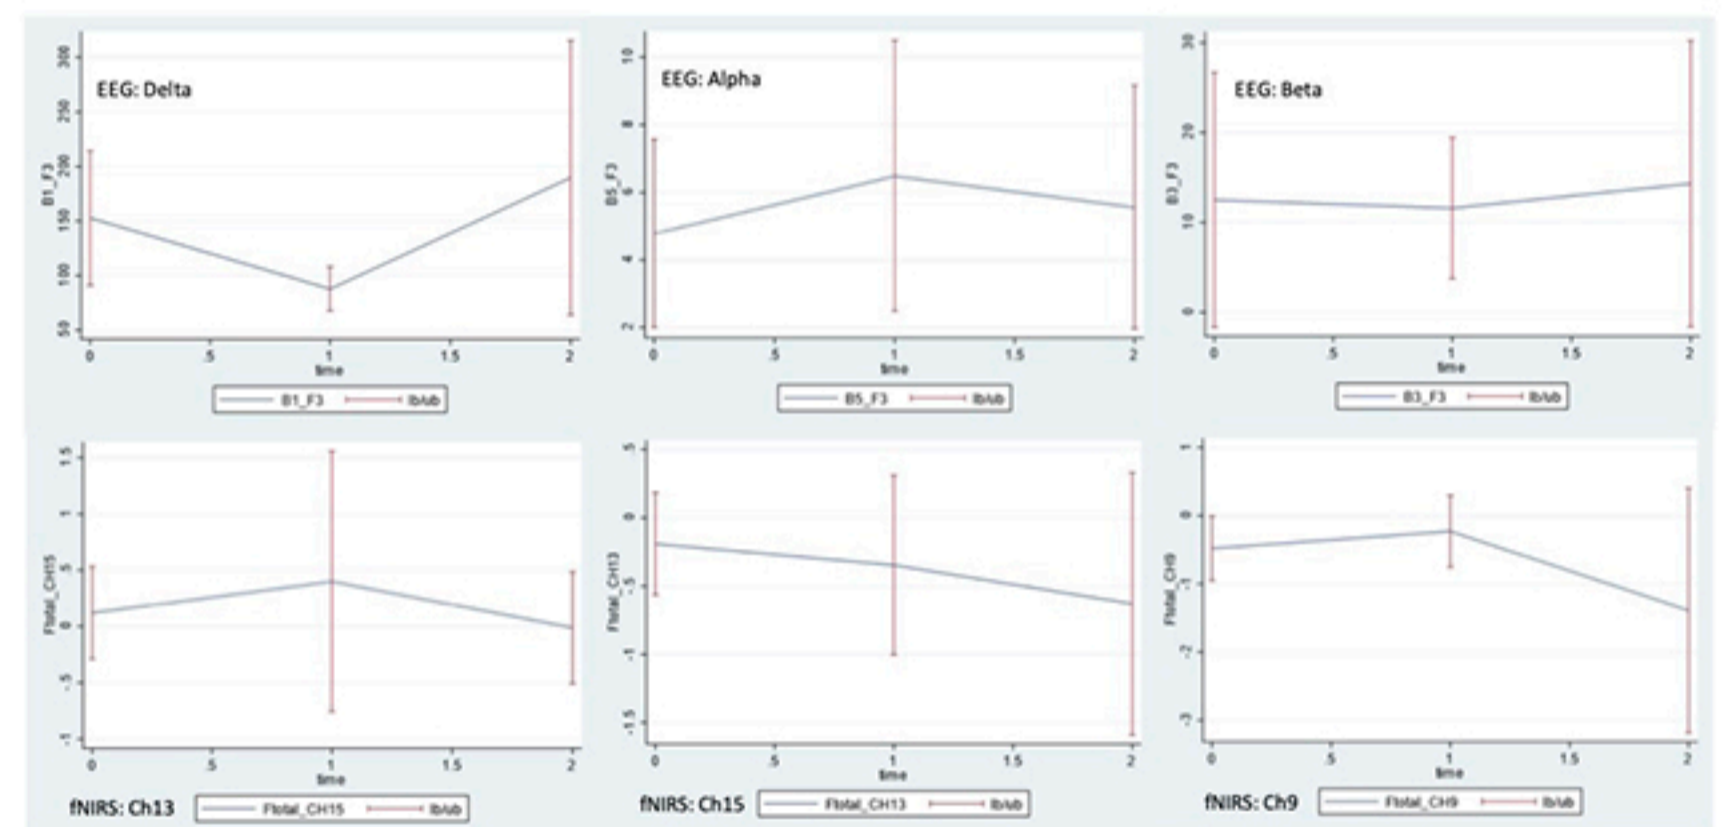 EEG: Delta
B1_F3
300
250
200
150
100
50
0 .5 1 1.5 2
time
B1_F3 lb/ub
EEG: Alpha
B5_F3
10
8
6
4
2
0 .5 1 1.5 2
time
B5_F3 lb/ub
EEG: Beta
B3_F3
30
20
10
0
0 .5 1 1.5 2
time
B3_F3 lb/ub
Ftotal_CH15
1.5
1
.5
0
-.5
-1
0 .5 1 1.5 2
time
fNIRS: Ch13 Ftotal_CH15 lb/ub
Ftotal_CH13
.5
0
-.5
-1
-1.5
0 .5 1 1.5 2
time
fNIRS: Ch15 Ftotal_CH13 lb/ub
Ftotal_CH9
1
0
-1
-2
-3
0 .5 1 1.5 2
time
fNIRS: Ch9 Ftotal_CH9 lb/ub